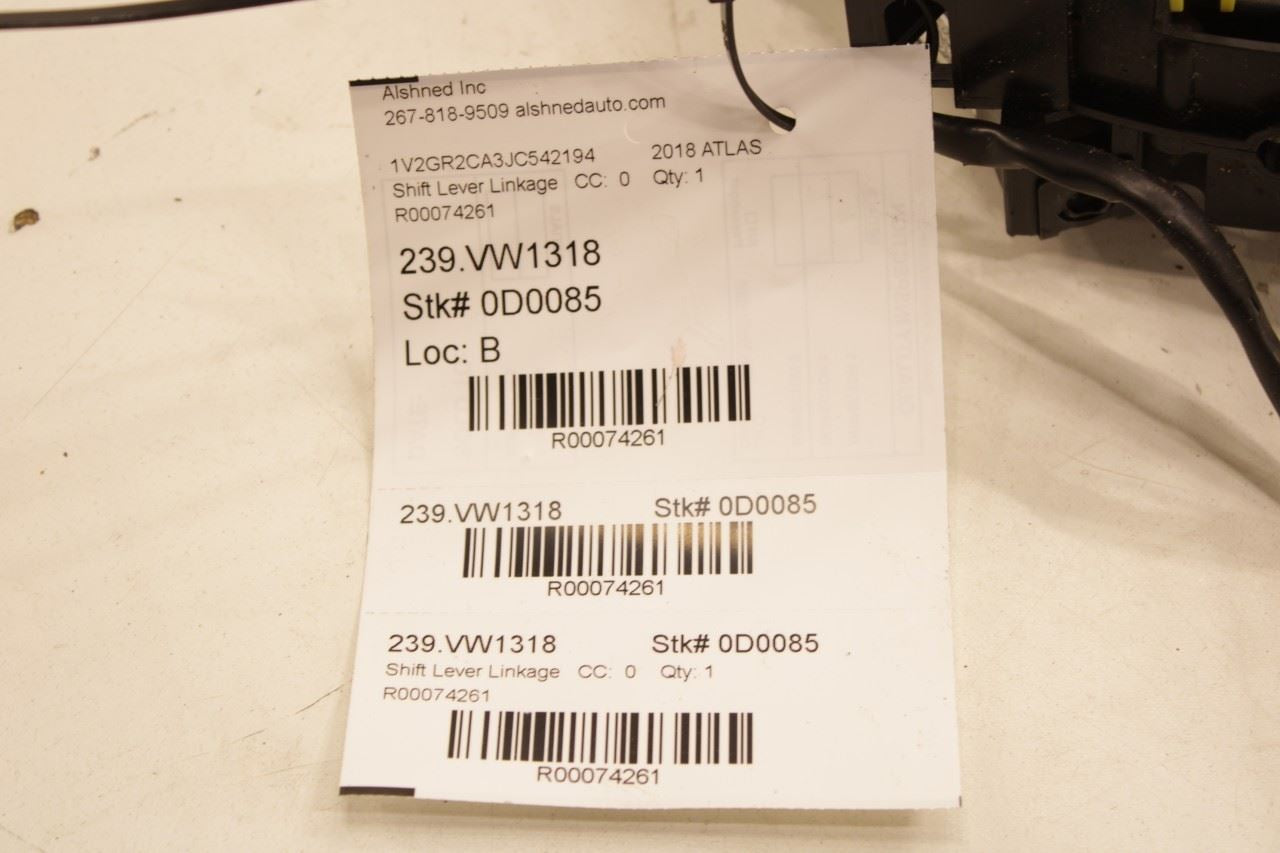 Alshned Inc
267-818-9509 alshnedauto.com
1V2GR2CA3JC542194 2018 ATLAS
Shift Lever Linkage CC: 0 Qty: 1
R00074261
239.VW1318
Stk# 0D0085
Loc: B
R00074261
239.VW1318 Stk# 0D0085
R00074261
239.VW1318 Stk# 0D0085
Shift Lever Linkage CC: 0 Qty: 1
R00074261
R00074261